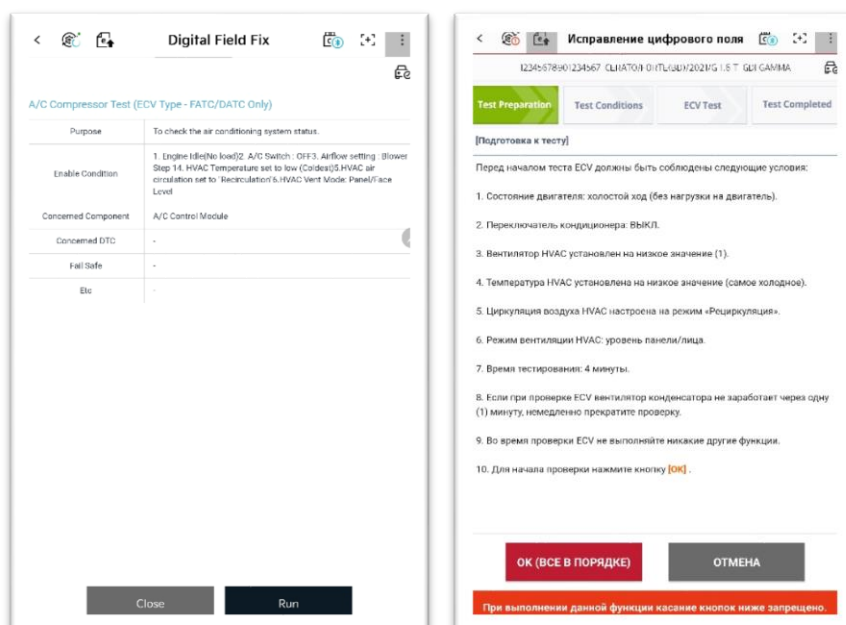 Digital Field Fix
A/C Compressor Test (ECV Type - FATC/DATC Only)
Purpose
To check the air conditioning system status.
Enable Condition
1. Engine Idle(No load)2. A/C Switch : OFF3. Airflow setting : Blower
Step 14. HVAC Temperature set to low (Coldest)5.HVAC air
circulation set to "Recirculation"6.HVAC Vent Mode: Panel/Face
Level
Concerned Component
A/C Control Module
Concerned DTC
-
Fail Safe
-
Etc
-
Close
Run
Исправление цифрового поля
12345678901234567 2021/G 1.6 T GDI GAMMA
Test Preparation
Test Conditions
ECV Test
Test Completed
[Подготовка к тесту]
Перед началом теста ECV должны быть соблюдены следующие условия:
1. Состояние двигателя: холостой ход (без нагрузки на двигатель).
2. Переключатель кондиционера: ВЫКЛ.
3. Вентилятор HVAC установлен на низкое значение (1).
4. Температура HVAC установлена на низкое значение (самое холодное).
5. Циркуляция воздуха HVAC настроена на режим «Рециркуляция».
6. Режим вентиляции HVAC: уровень панели/лица.
7. Время тестирования: 4 минуты.
8. Если при проверке ECV вентилятор конденсатора не заработает через одну
(1) минуту, немедленно прекратите проверку.
9. Во время проверки ECV не выполняйте никакие другие функции.
10. Для начала проверки нажмите кнопку [OK] .
OK (ВСЕ В ПОРЯДКЕ)
ОТМЕНА
При выполнении данной функции касание кнопок ниже запрещено.